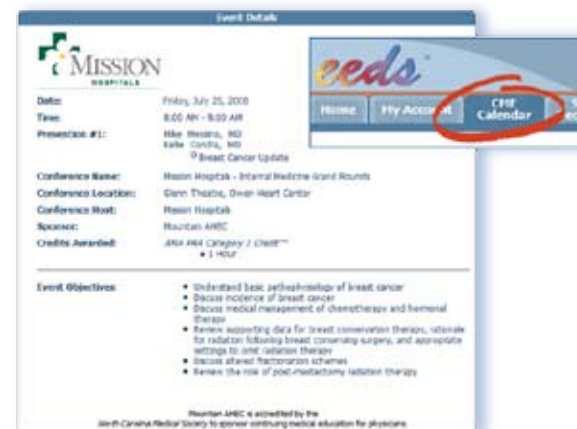 Event Details
MISSION
HOSPITALS
eeds
Home My Account CME Calendar
Date: Friday, July 25, 2008
Time: 8:00 AM - 9:00 AM
Presentation #1: Mike Messino, MD
MD
Breast Cancer Update
Conference Name: Mission Hospitals - Internal Medicine Grand Rounds
Conference Location: Glenn Theatre, Owen Heart Center
Conference Host: Mission Hospitals
Sponsor: Mountain AHEC
Credits Awarded: AMA PRA Category 1 Credit™
• 1 Hour
Event Objectives
• Understand basic pathophysiology of breast cancer
• Discuss incidence of breast cancer
• Discuss medical management of chemotherapy and hormonal
therapy
• Review supporting data for breast conservation therapy, rationale
for radiation following breast conserving surgery, and appropriate
settings to omit radiation therapy
• Discuss altered fractionation schemes
• Review the role of post-mastectomy radiation therapy
Mountain AHEC is accredited by the
North Carolina Medical Society to sponsor continuing medical education for physicians.